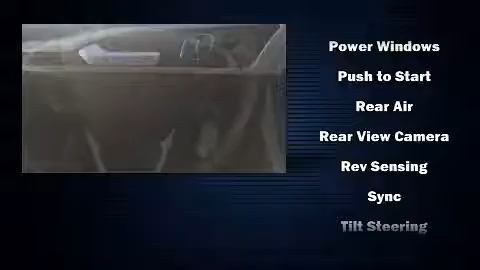 Power Windows
Push to Start
Rear Air
Rear View Camera
Rev Sensing
Sync
Tilt Steering